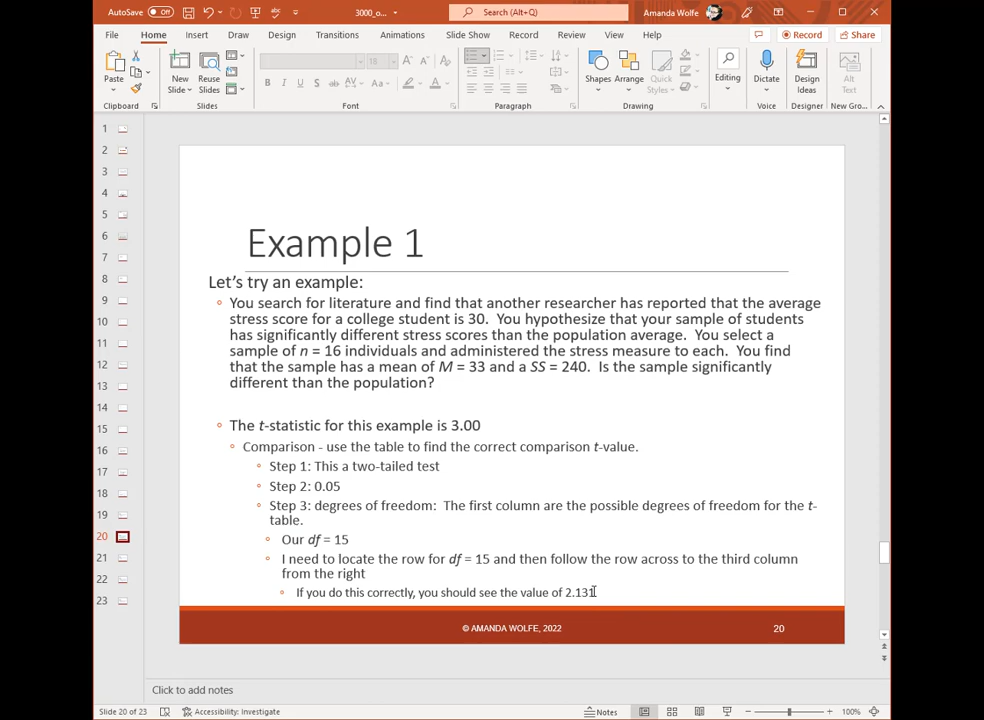 AutoSave Off 3000_o... Search (Alt+Q) Amanda Wolfe
File Home Insert Draw Design Transitions Animations Slide Show Record Review View Help Record Share
Paste New Slide Reuse Slides 18 B I U S ab AV Aa A Shapes Arrange Quick Styles Editing Dictate Design Ideas Alt Text
Clipboard Slides Font Paragraph Drawing Voice Designer New Gro...
1
2
3
4
5
6
7
8
9
10
11
12
13
14
15
16
17
18
19
20
21
22
23
Example 1
Let's try an example:
You search for literature and find that another researcher has reported that the average
stress score for a college student is 30. You hypothesize that your sample of students
has significantly different stress scores than the population average. You select a
sample of n = 16 individuals and administered the stress measure to each. You find
that the sample has a mean of M = 33 and a SS = 240. Is the sample significantly
different than the population?
The t-statistic for this example is 3.00
Comparison - use the table to find the correct comparison t-value.
Step 1: This a two-tailed test
Step 2: 0.05
Step 3: degrees of freedom: The first column are the possible degrees of freedom for the t-
table.
Our df = 15
I need to locate the row for df = 15 and then follow the row across to the third column
from the right
If you do this correctly, you should see the value of 2.131
© AMANDA WOLFE, 2022 20
Click to add notes
Slide 20 of 23 Accessibility: Investigate Notes 100%